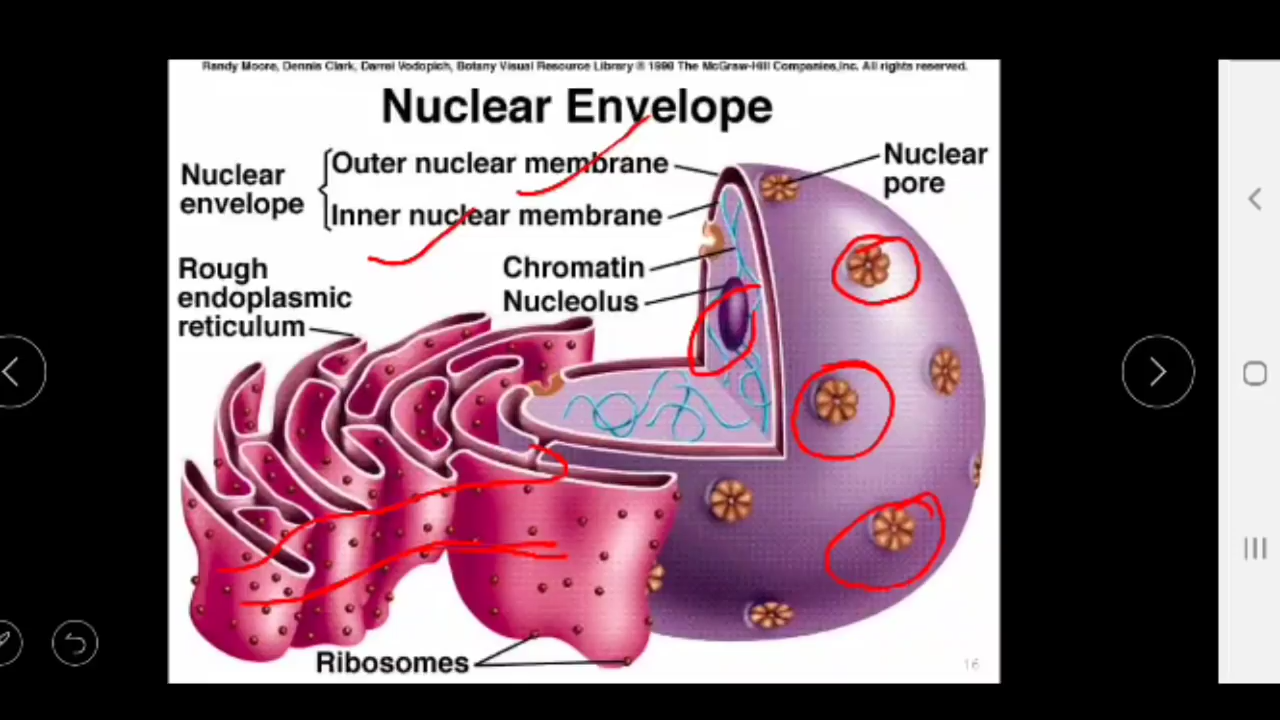 Randy Moore, Dennis Clark, Darrel Vodopich, Botany Visual Resource Library © 1998 The McGraw-Hill Companies,Inc. All rights reserved.
Nuclear Envelope
Nuclear
envelope
Outer nuclear membrane
Inner nuclear membrane
Nuclear
pore
Rough
endoplasmic
reticulum
Chromatin
Nucleolus
Ribosomes
16